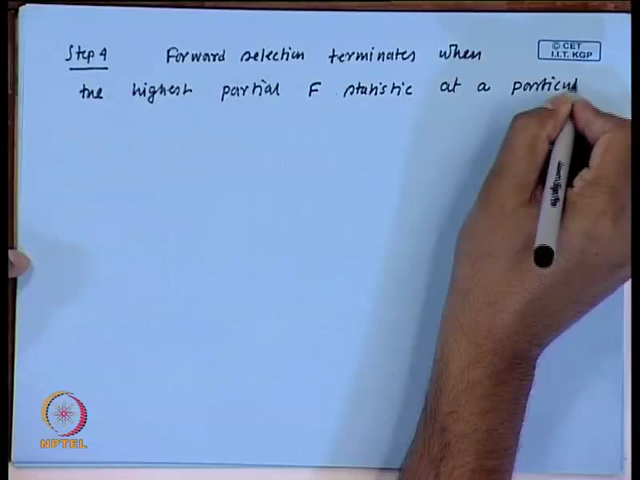 Step 4 Forward selection terminates when
the highest partial F statistic at a particul
© CET
I.I.T. KGP
NPTEL